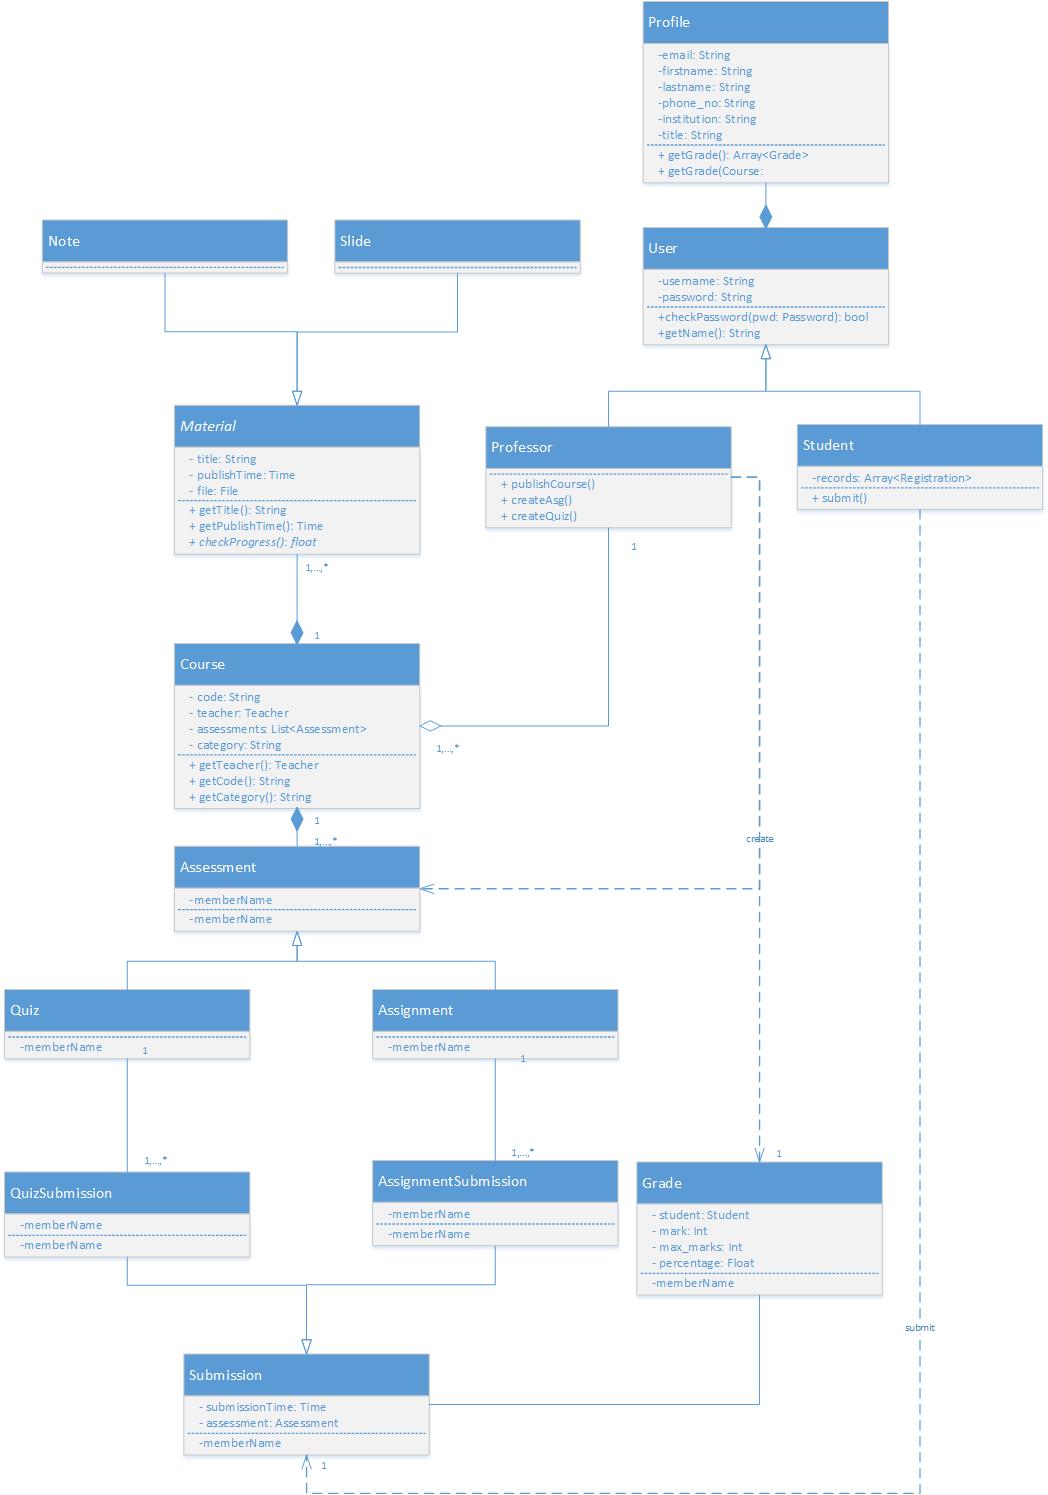 Profile
-email: String
-firstname: String
-lastname: String
-phone_no: String
-institution: String
-title: String
+ getGrade(): Array<Grade>
+ getGrade(Course:
Note
Slide
User
-username: String
-password: String
+checkPassword(pwd: Password): bool
+getName(): String
Material
- title: String
- publishTime: Time
- file: File
+ getTitle(): String
+ getPublishTime(): Time
+ checkProgress(): float
Professor
+ publishCourse()
+ createAsg()
+ createQuiz()
Student
-records: Array<Registration>
+ submit()
1
1,...,*
1
Course
- code: String
- teacher: Teacher
- assessments: List<Assessment>
- category: String
+ getTeacher(): Teacher
+ getCode(): String
+ getCategory(): String
1,...,*
1
1,...,*
create
Assessment
-memberName
-memberName
Quiz
-memberName
1
Assignment
-memberName
1
1,...,*
1,...,*
1
QuizSubmission
-memberName
-memberName
AssignmentSubmission
-memberName
-memberName
Grade
- student: Student
- mark: Int
- max_marks: Int
- percentage: Float
-memberName
submit
Submission
- submissionTime: Time
- assessment: Assessment
-memberName
1